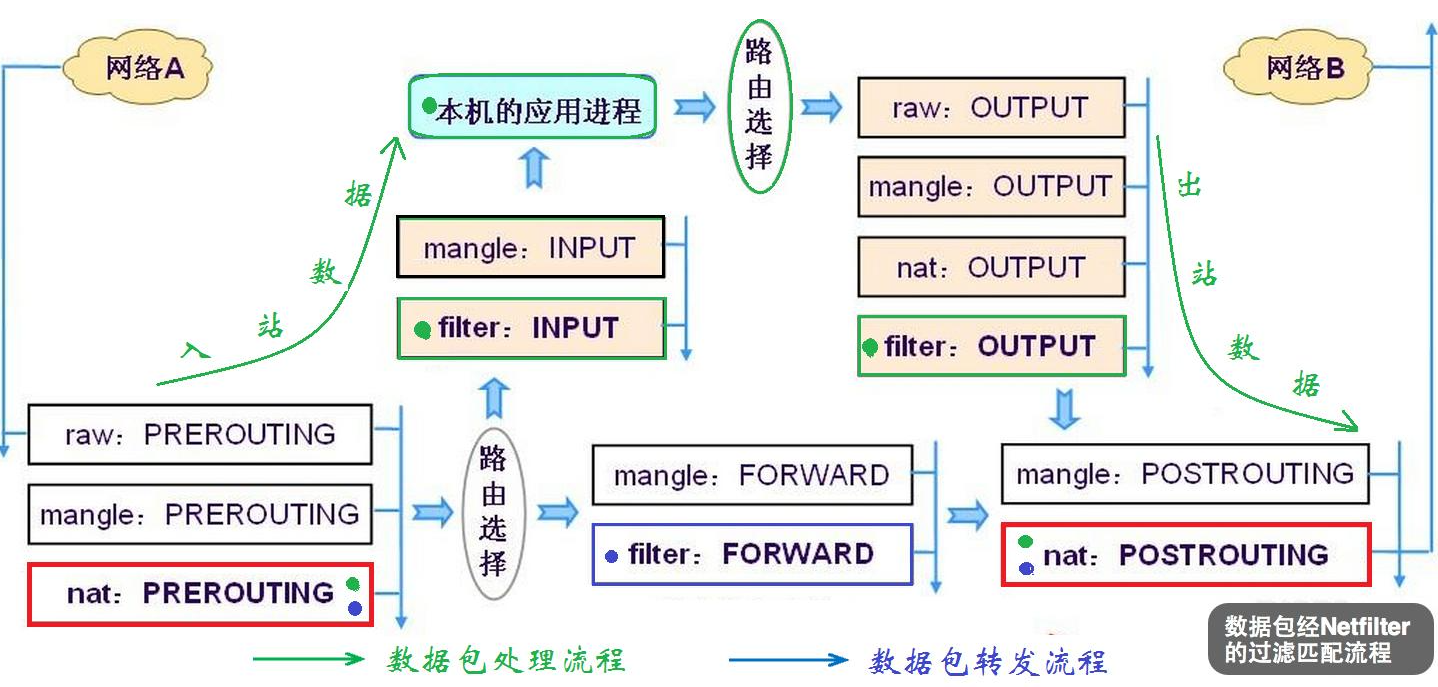 网络A
网络B
本机的应用进程
路由选择
raw：OUTPUT
mangle：OUTPUT
nat：OUTPUT
filter：OUTPUT
mangle：INPUT
filter：INPUT
入站数据
出站数据
raw：PREROUTING
mangle：PREROUTING
nat：PREROUTING
路由选择
mangle：FORWARD
filter：FORWARD
mangle：POSTROUTING
nat：POSTROUTING
数据包处理流程
数据包转发流程
数据包经Netfilter
的过滤匹配流程